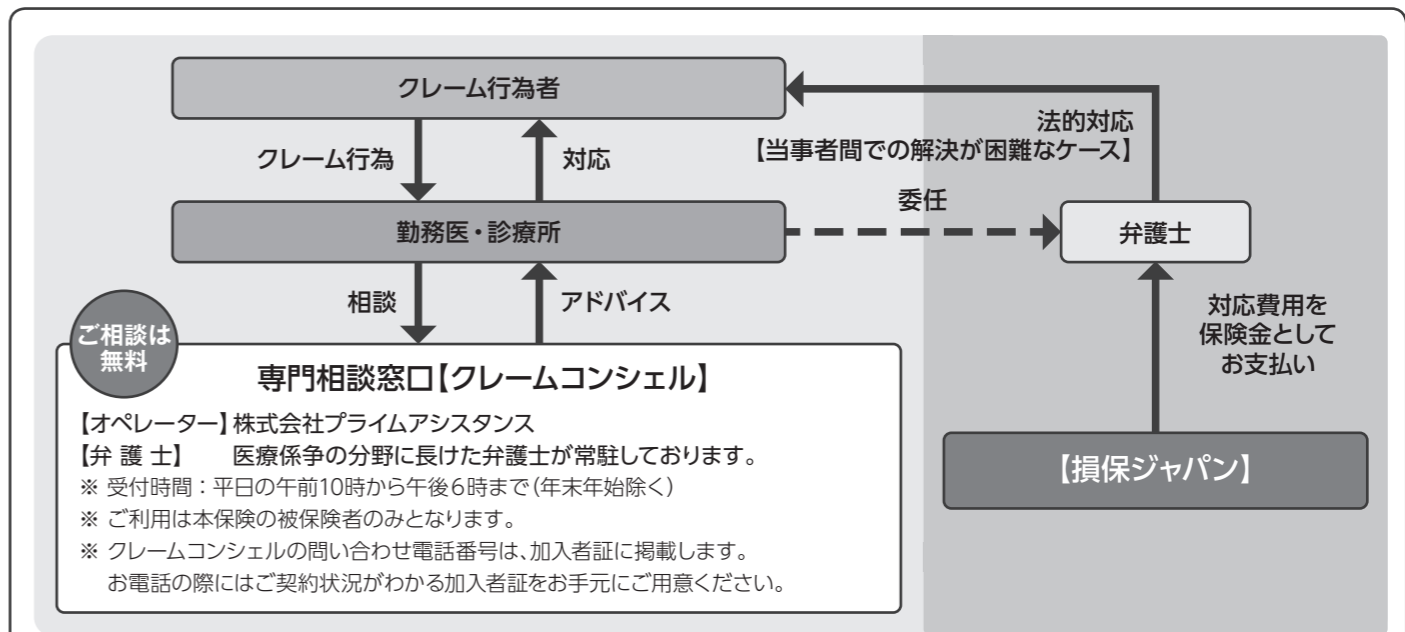 クレーム行為者
クレーム行為
対応
法的対応
【当事者間での解決が困難なケース】
勤務医・診療所
委任
弁護士
相談
アドバイス
対応費用を
保険金として
お支払い
ご相談は
無料
専門相談窓口【クレームコンシェル】
【オペレーター】株式会社プライムアシスタンス
【弁 護 士】 医療係争の分野に長けた弁護士が常駐しております。
※ 受付時間：平日の午前10時から午後6時まで（年末年始除く）
※ ご利用は本保険の被保険者のみとなります。
※ クレームコンシェルの問い合わせ電話番号は、加入者証に掲載します。
お電話の際にはご契約状況がわかる加入者証をお手元にご用意ください。
【損保ジャパン】